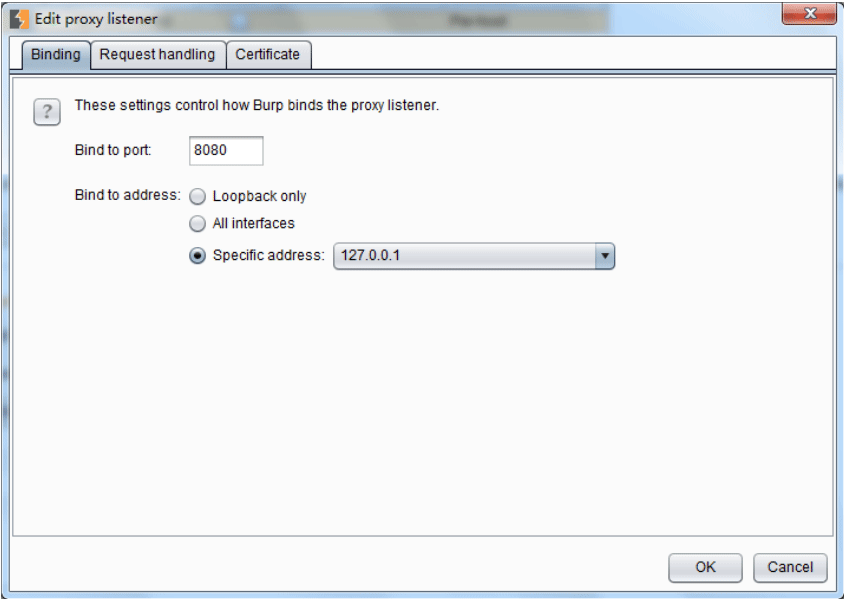 Edit proxy listener
Binding Request handling Certificate
? These settings control how Burp binds the proxy listener.
Bind to port: 8080
Bind to address: Loopback only
All interfaces
Specific address: 127.0.0.1
OK Cancel